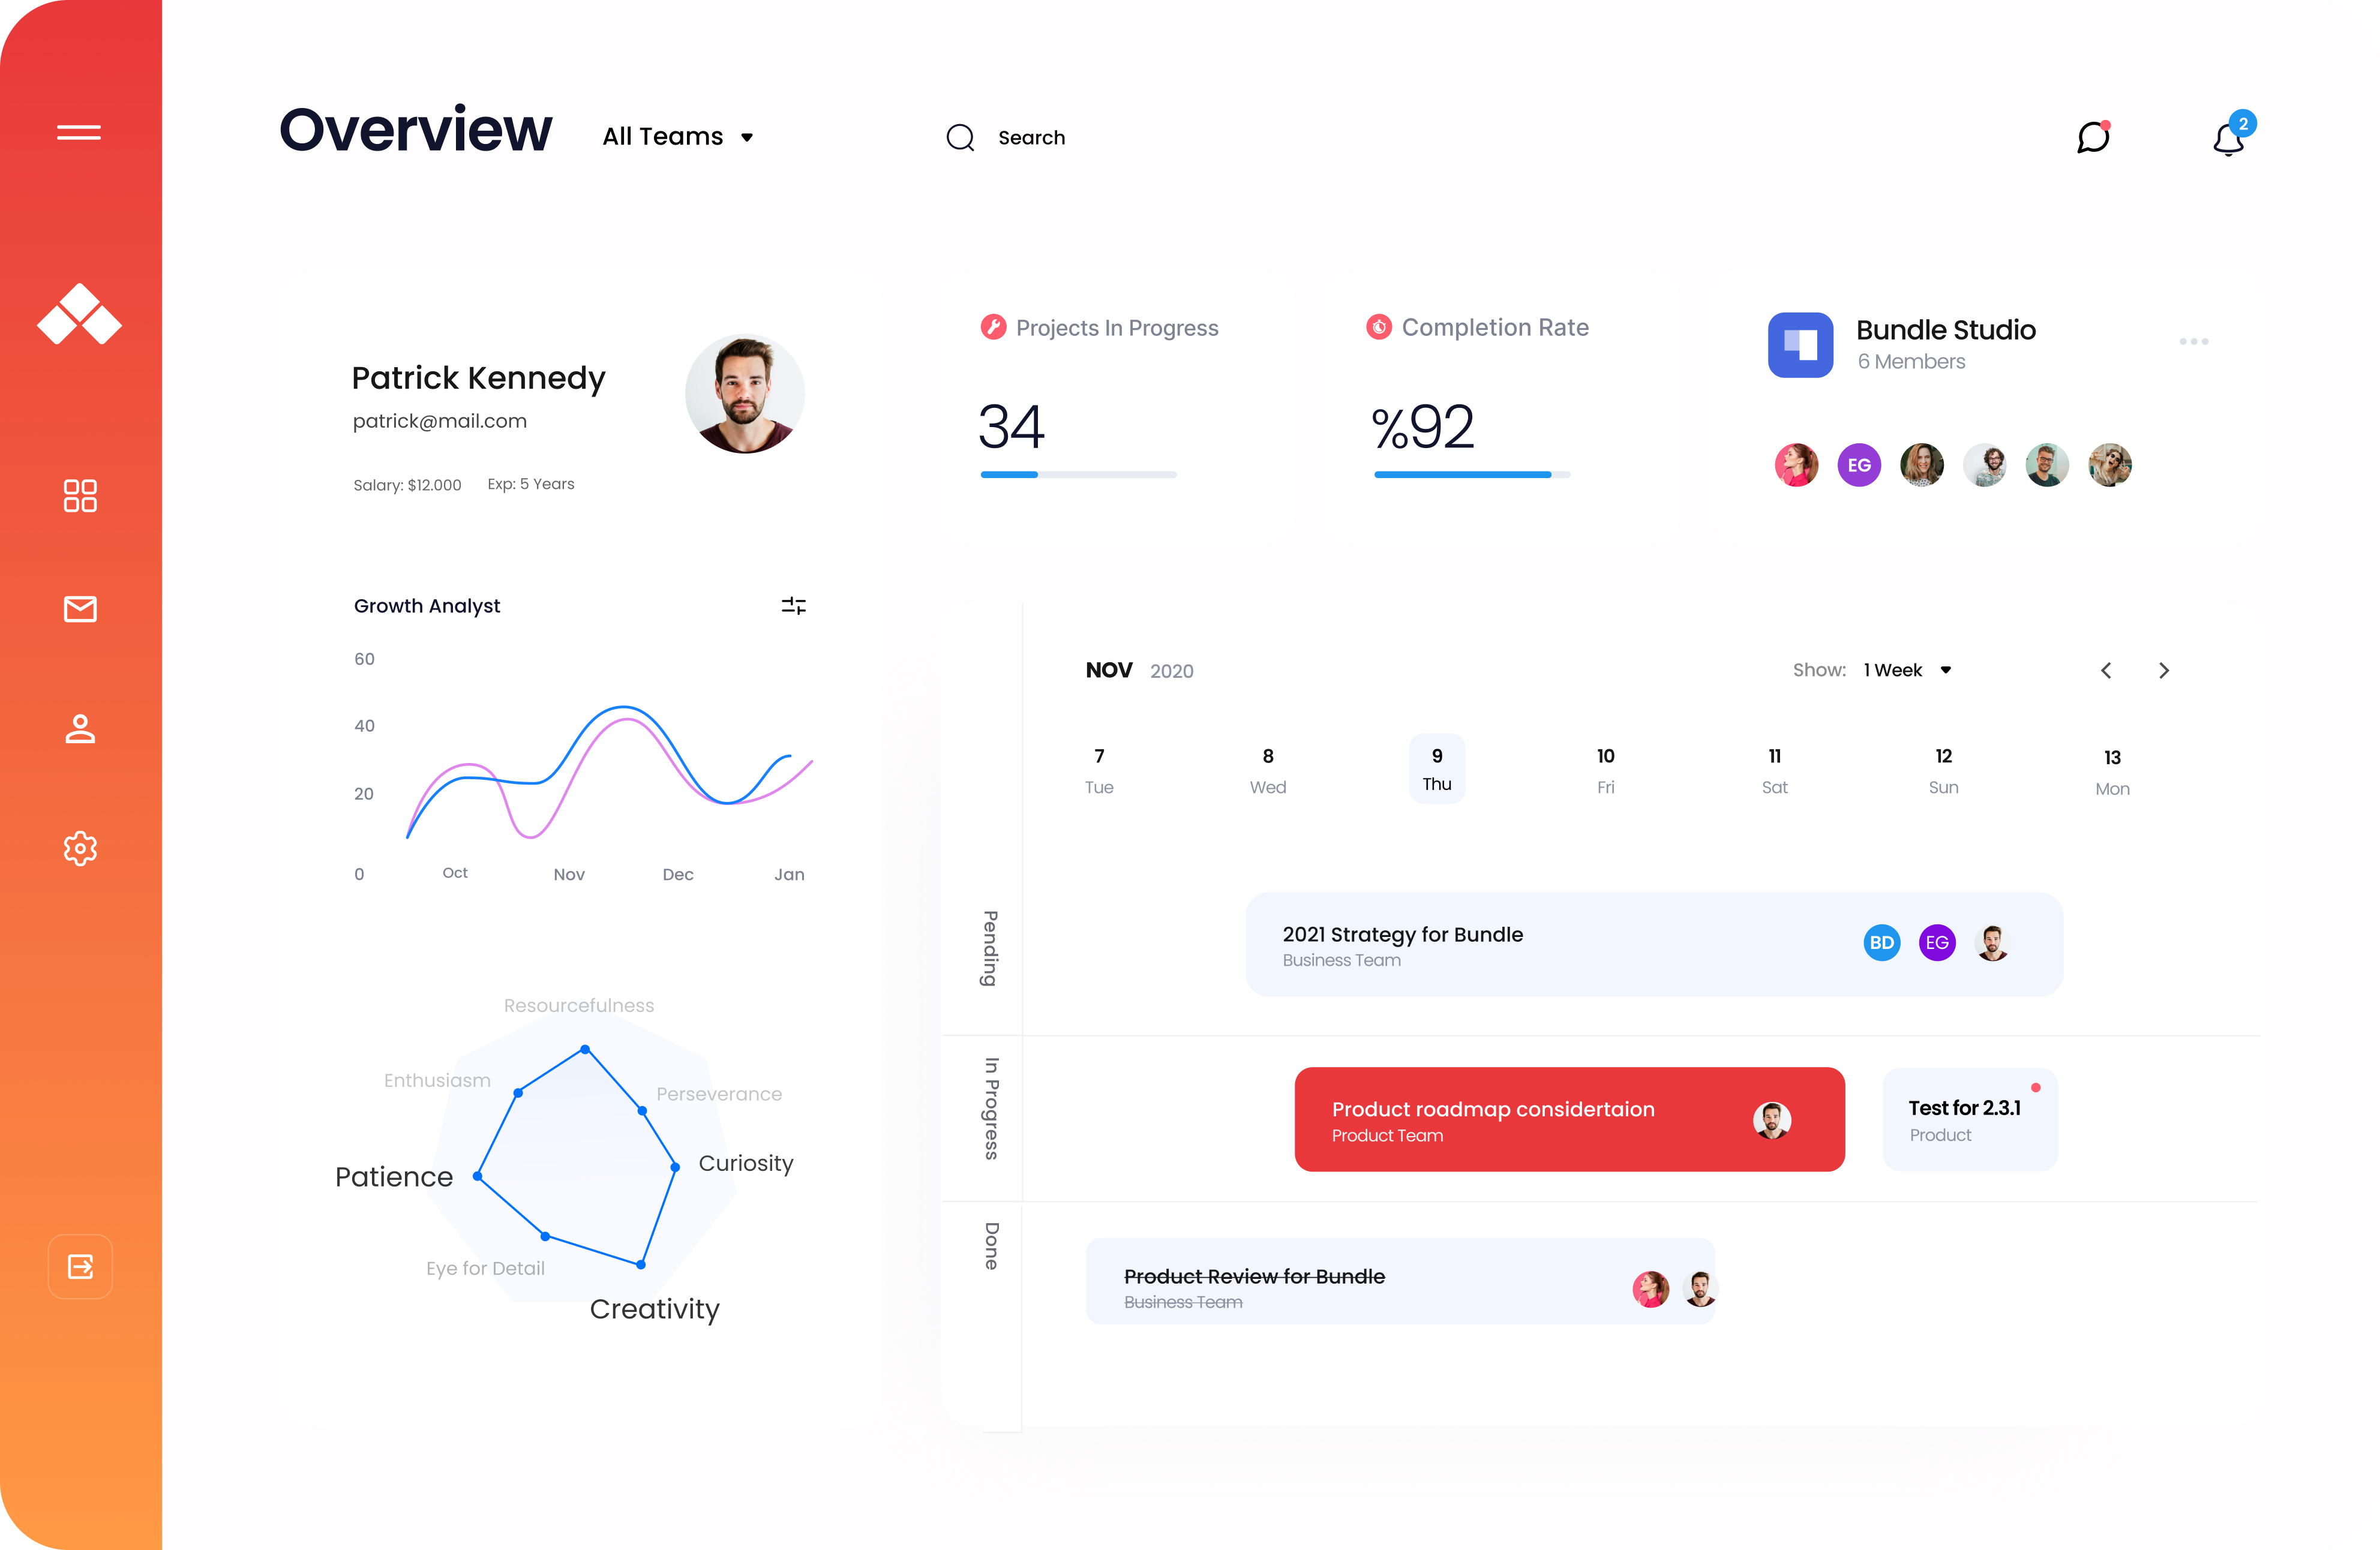 Overview
All Teams
Search
2
Patrick Kennedy
patrick@mail.com
Salary: $12.000
Exp: 5 Years
Projects In Progress
34
Completion Rate
%92
Bundle Studio
6 Members
EG
Growth Analyst
60
40
20
0
Oct
Nov
Dec
Jan
Resourcefulness
Enthusiasm
Perseverance
Patience
Curiosity
Eye for Detail
Creativity
NOV 2020
Show: 1 Week
7
Tue
8
Wed
9
Thu
10
Fri
11
Sat
12
Sun
13
Mon
Pending
2021 Strategy for Bundle
Business Team
BD
EG
In Progress
Product roadmap considertaion
Product Team
Test for 2.3.1
Product
Done
Product Review for Bundle
Business Team